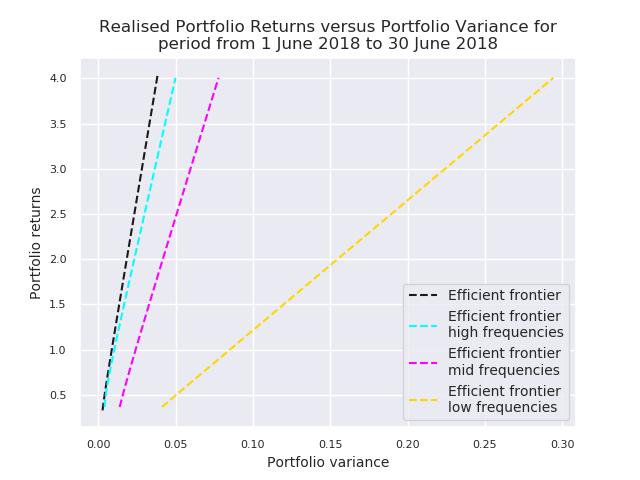 Realised Portfolio Returns versus Portfolio Variance for
period from 1 June 2018 to 30 June 2018
Portfolio returns
4.0
3.5
3.0
2.5
2.0
1.5
1.0
0.5
Efficient frontier
Efficient frontier
high frequencies
Efficient frontier
mid frequencies
Efficient frontier
low frequencies
0.00 0.05 0.10 0.15 0.20 0.25 0.30
Portfolio variance